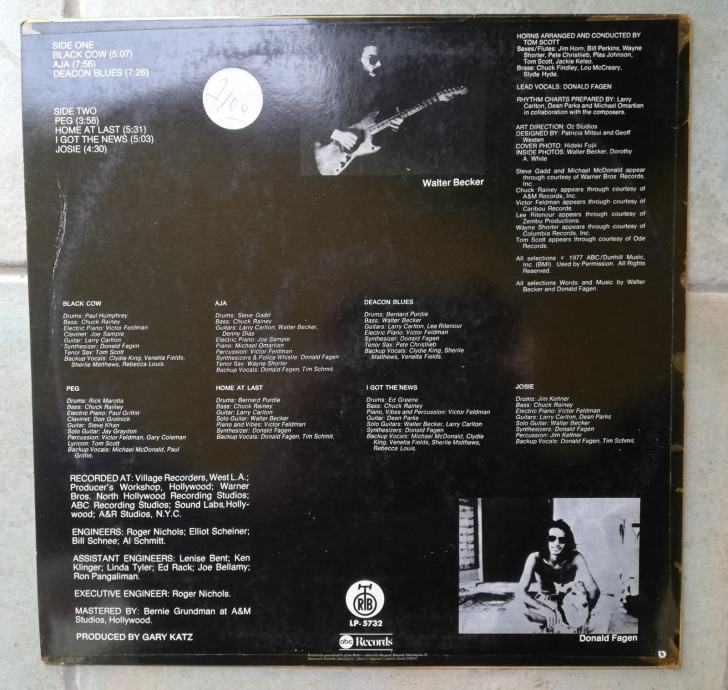 SIDE ONE
BLACK COW (5:07)
AJA (7:56)
DEACON BLUES (7:26)
SIDE TWO
PEG (3:58)
HOME AT LAST (5:31)
I GOT THE NEWS (5:03)
JOSIE (4:30)
Walter Becker
HORNS ARRANGED AND CONDUCTED BY
TOM SCOTT
Saxes/Flutes: Jim Horn, Bill Perkins, Wayne
Shorter, Pete Christlieb, Plas Johnson,
Tom Scott, Jackie Kelso.
Brass: Chuck Findley, Lou McCreary,
Slyde Hyde.
LEAD VOCALS: DONALD FAGEN
RHYTHM CHARTS PREPARED BY: Larry
Carlton, Dean Parks and Michael Omartian
in collaboration with the composers.
ART DIRECTION: Oz Studios
DESIGNED BY: Patricia Mitsui and Geoff
Westen
COVER PHOTO: Hideki Fujii
INSIDE PHOTOS: Walter Becker, Dorothy
A. White
Steve Gadd and Michael McDonald appear
through courtesy of Warner Bros Records,
Inc.
Chuck Rainey appears through courtesy of
A&M Records, Inc.
Victor Feldman appears through courtesy of
Caribou Records.
Lee Ritenour appears through courtesy of
Zembu Productions.
Wayne Shorter appears through courtesy of
Columbia Records, Inc.
Tom Scott appears through courtesy of Ode
Records.
All selections © 1977 ABC/Dunhill Music,
Inc. (BMI). Used by Permission. All Rights
Reserved.
All selections Words and Music by Walter
Becker and Donald Fagen.
BLACK COW
Drums: Paul Humphrey
Bass: Chuck Rainey
Electric Piano: Victor Feldman
Clavinet: Joe Sample
Guitar: Larry Carlton
Synthesizer: Donald Fagen
Tenor Sax: Tom Scott
Backup Vocals: Clydie King, Venetta Fields,
Sherlie Matthews, Rebecca Louis.
AJA
Drums: Steve Gadd
Bass: Chuck Rainey
Guitars: Larry Carlton, Walter Becker,
Denny Dias
Electric Piano: Joe Sample
Piano: Michael Omartian
Percussion: Victor Feldman
Synthesizers & Police Whistle: Donald Fagen
Tenor Sax: Wayne Shorter
Backup Vocals: Donald Fagen, Tim Schmit.
DEACON BLUES
Drums: Bernard Purdie
Bass: Walter Becker
Guitars: Larry Carlton, Lee Ritenour
Electric Piano: Victor Feldman
Synthesizer: Donald Fagen
Tenor Sax: Pete Christlieb
Backup Vocals: Clydie King, Sherlie
Matthews, Venetta Fields.
PEG
Drums: Rick Marotta
Bass: Chuck Rainey
Electric Piano: Paul Griffin
Clavinet: Don Grolnick
Guitar: Steve Khan
Solo Guitar: Jay Graydon
Percussion: Victor Feldman, Gary Coleman
Lyricon: Tom Scott
Backup Vocals: Michael McDonald, Paul
Griffin.
HOME AT LAST
Drums: Bernard Purdie
Bass: Chuck Rainey
Guitar: Larry Carlton
Solo Guitar: Walter Becker
Piano and Vibes: Victor Feldman
Synthesizer: Donald Fagen
Backup Vocals: Donald Fagen, Tim Schmit.
I GOT THE NEWS
Drums: Ed Greene
Bass: Chuck Rainey
Piano, Vibes and Percussion: Victor Feldman
Guitar: Dean Parks
Solo Guitars: Walter Becker, Larry Carlton
Synthesizers: Donald Fagen
Backup Vocals: Michael McDonald, Clydie
King, Venetta Fields, Sherlie Matthews,
Rebecca Louis.
JOSIE
Drums: Jim Keltner
Bass: Chuck Rainey
Electric Piano: Victor Feldman
Guitars: Larry Carlton, Dean Parks
Solo Guitar: Walter Becker
Synthesizers: Donald Fagen
Percussion: Jim Keltner
Backup Vocals: Donald Fagen, Tim Schmit.
RECORDED AT: Village Recorders, West L.A.;
Producer's Workshop, Hollywood; Warner
Bros. North Hollywood Recording Studios;
ABC Recording Studios; Sound Labs, Holly-
wood; A&R Studios, N.Y.C.
ENGINEERS: Roger Nichols; Elliot Scheiner;
Bill Schnee; Al Schmitt.
ASSISTANT ENGINEERS: Lenise Bent; Ken
Klinger; Linda Tyler; Ed Rack; Joe Bellamy;
Ron Pangaliman.
EXECUTIVE ENGINEER: Roger Nichols.
MASTERED BY: Bernie Grundman at A&M
Studios, Hollywood.
PRODUCED BY GARY KATZ
RTB
LP-5732
abc Records
Donald Fagen